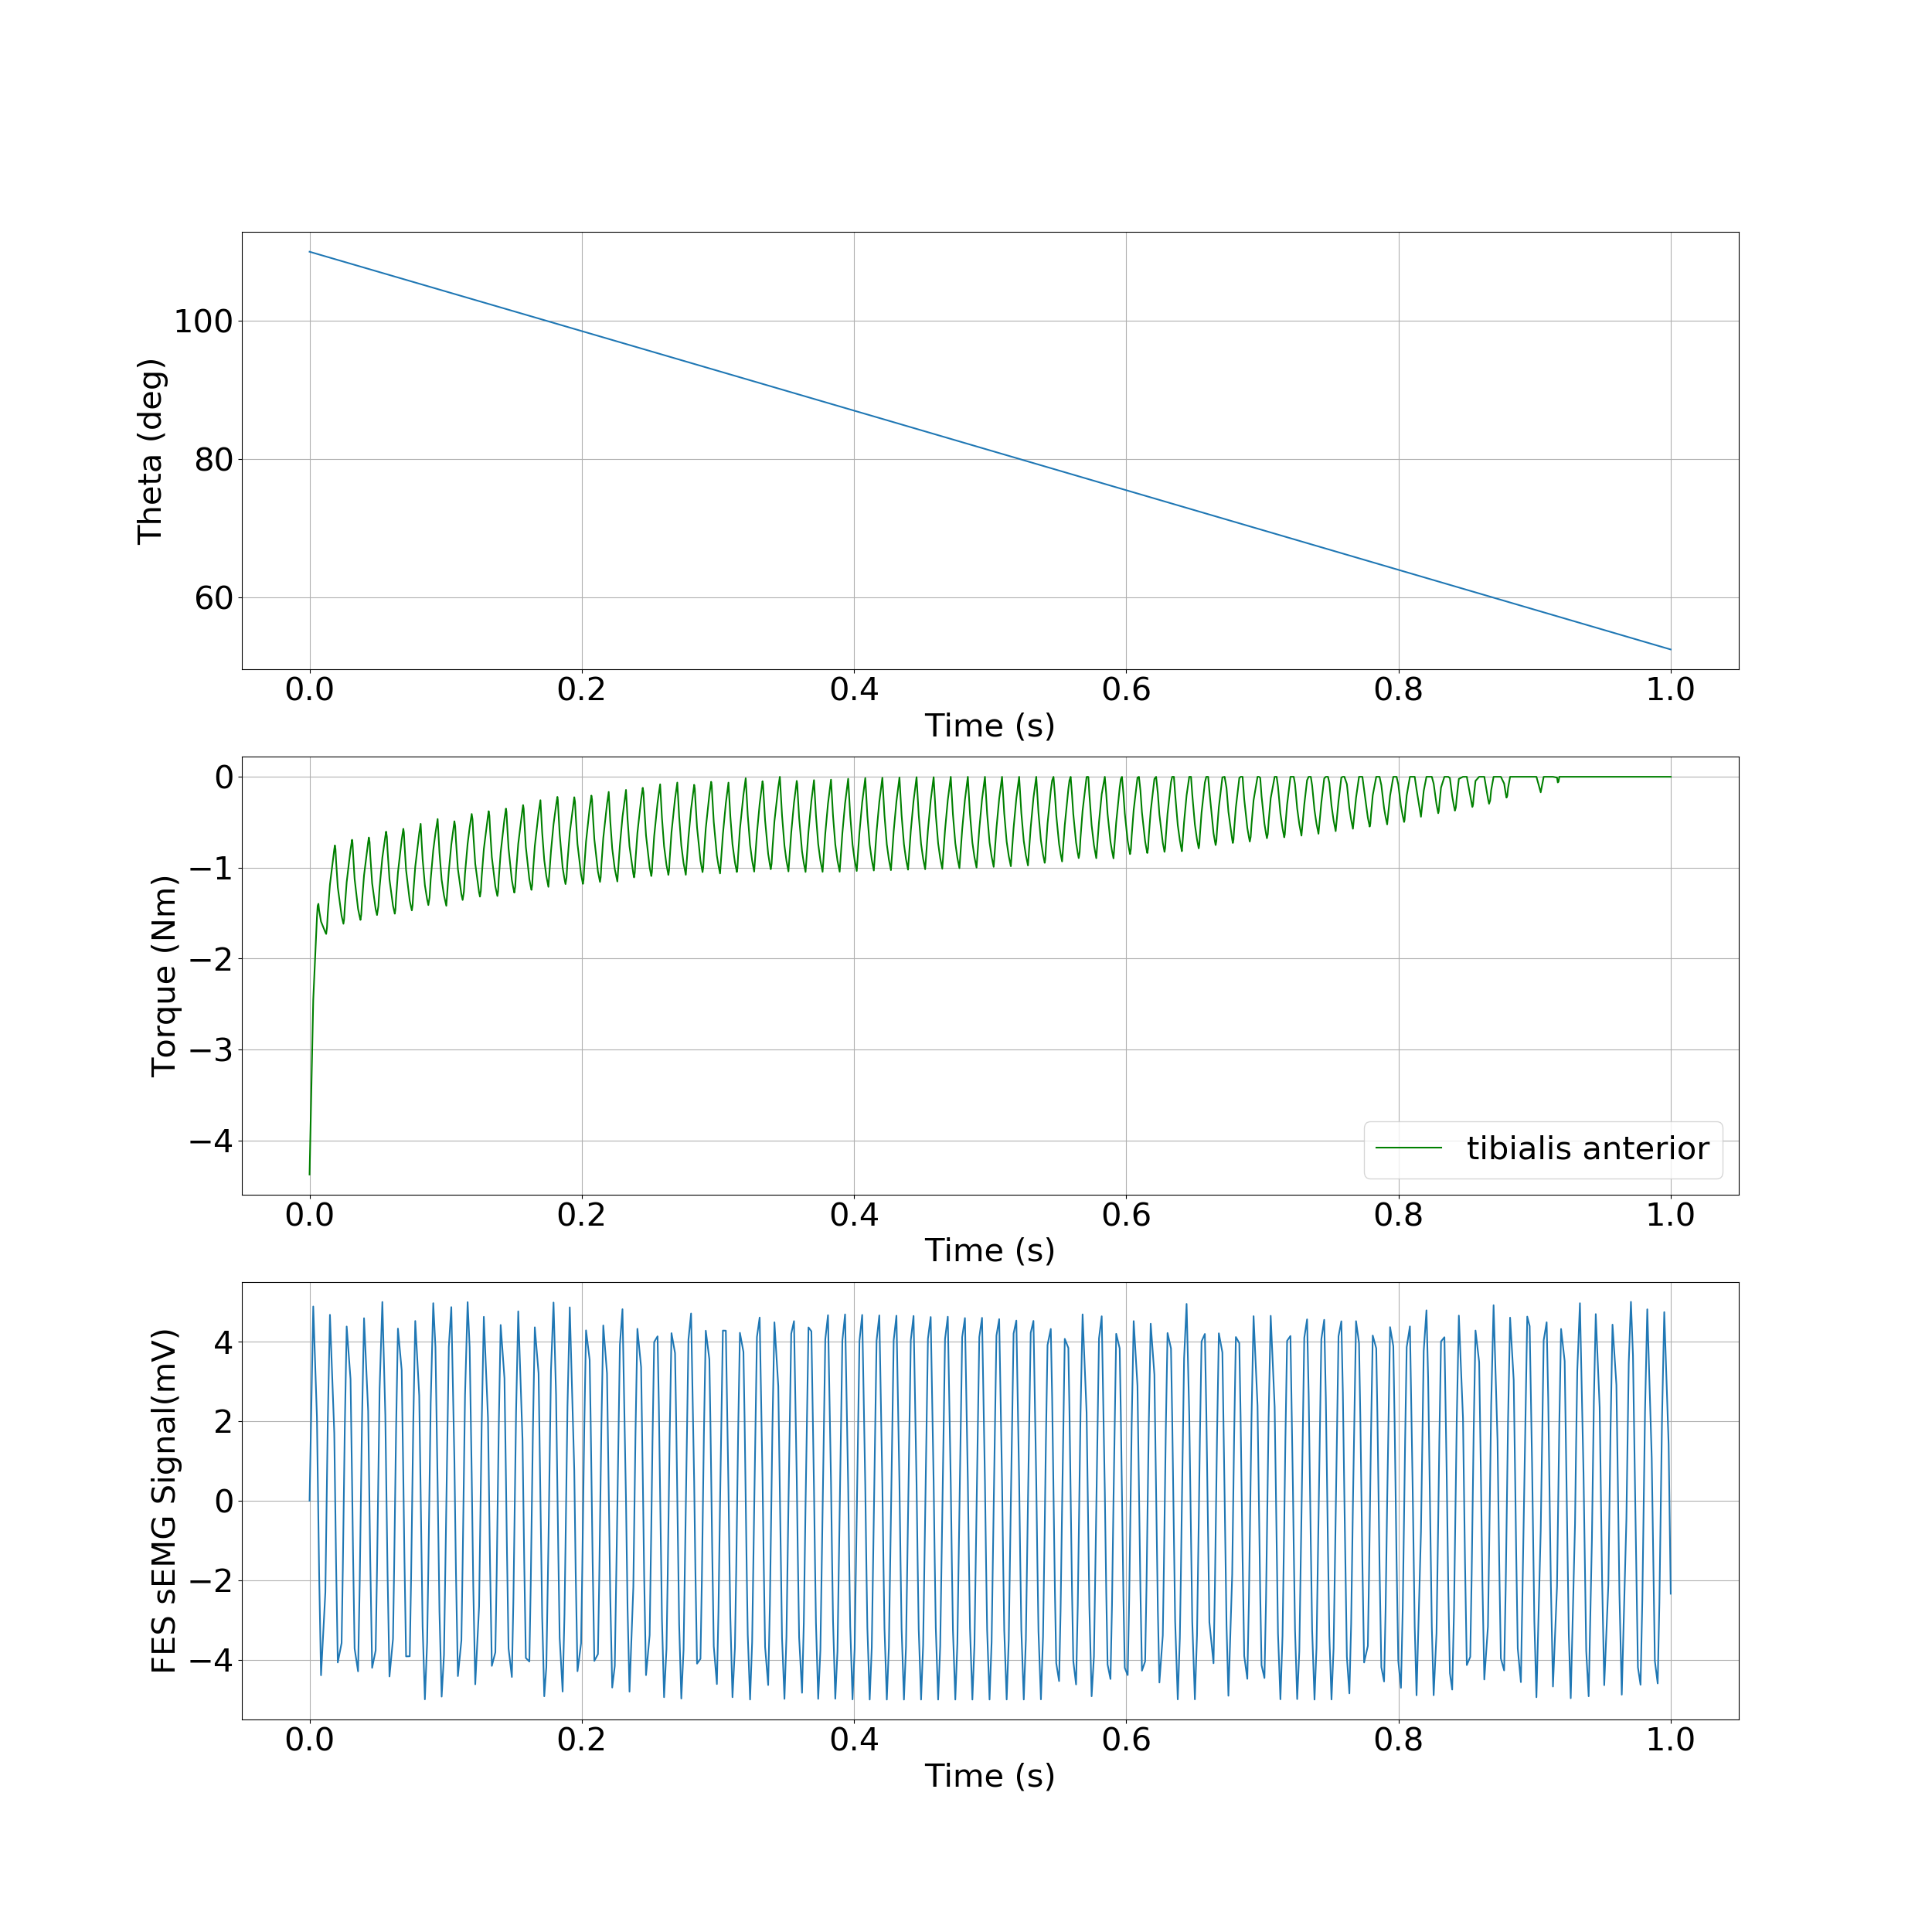 100
80
60
Theta (deg)
0.0 0.2 0.4 0.6 0.8 1.0
Time (s)
0
−1
−2
−3
−4
Torque (Nm)
tibialis anterior
0.0 0.2 0.4 0.6 0.8 1.0
Time (s)
4
2
0
−2
−4
FES sEMG Signal(mV)
0.0 0.2 0.4 0.6 0.8 1.0
Time (s)